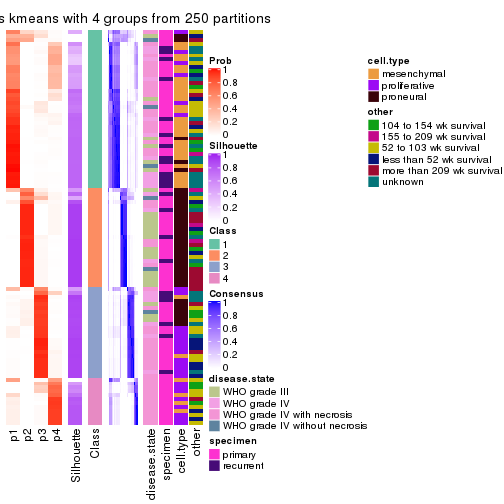 s kmeans with 4 groups from 250 partitions
Prob
1
0.8
0.6
0.4
0.2
0
Silhouette
1
0.8
0.6
0.4
0.2
0
Class
1
2
3
4
Consensus
1
0.8
0.6
0.4
0.2
0
disease.state
WHO grade III
WHO grade IV
WHO grade IV with necrosis
WHO grade IV without necrosis
specimen
primary
recurrent
cell.type
mesenchymal
proliferative
proneural
other
104 to 154 wk survival
155 to 209 wk survival
52 to 103 wk survival
less than 52 wk survival
more than 209 wk survival
unknown
p1
p2
p3
p4
Silhouette
Class
disease.state
specimen
cell.type
other